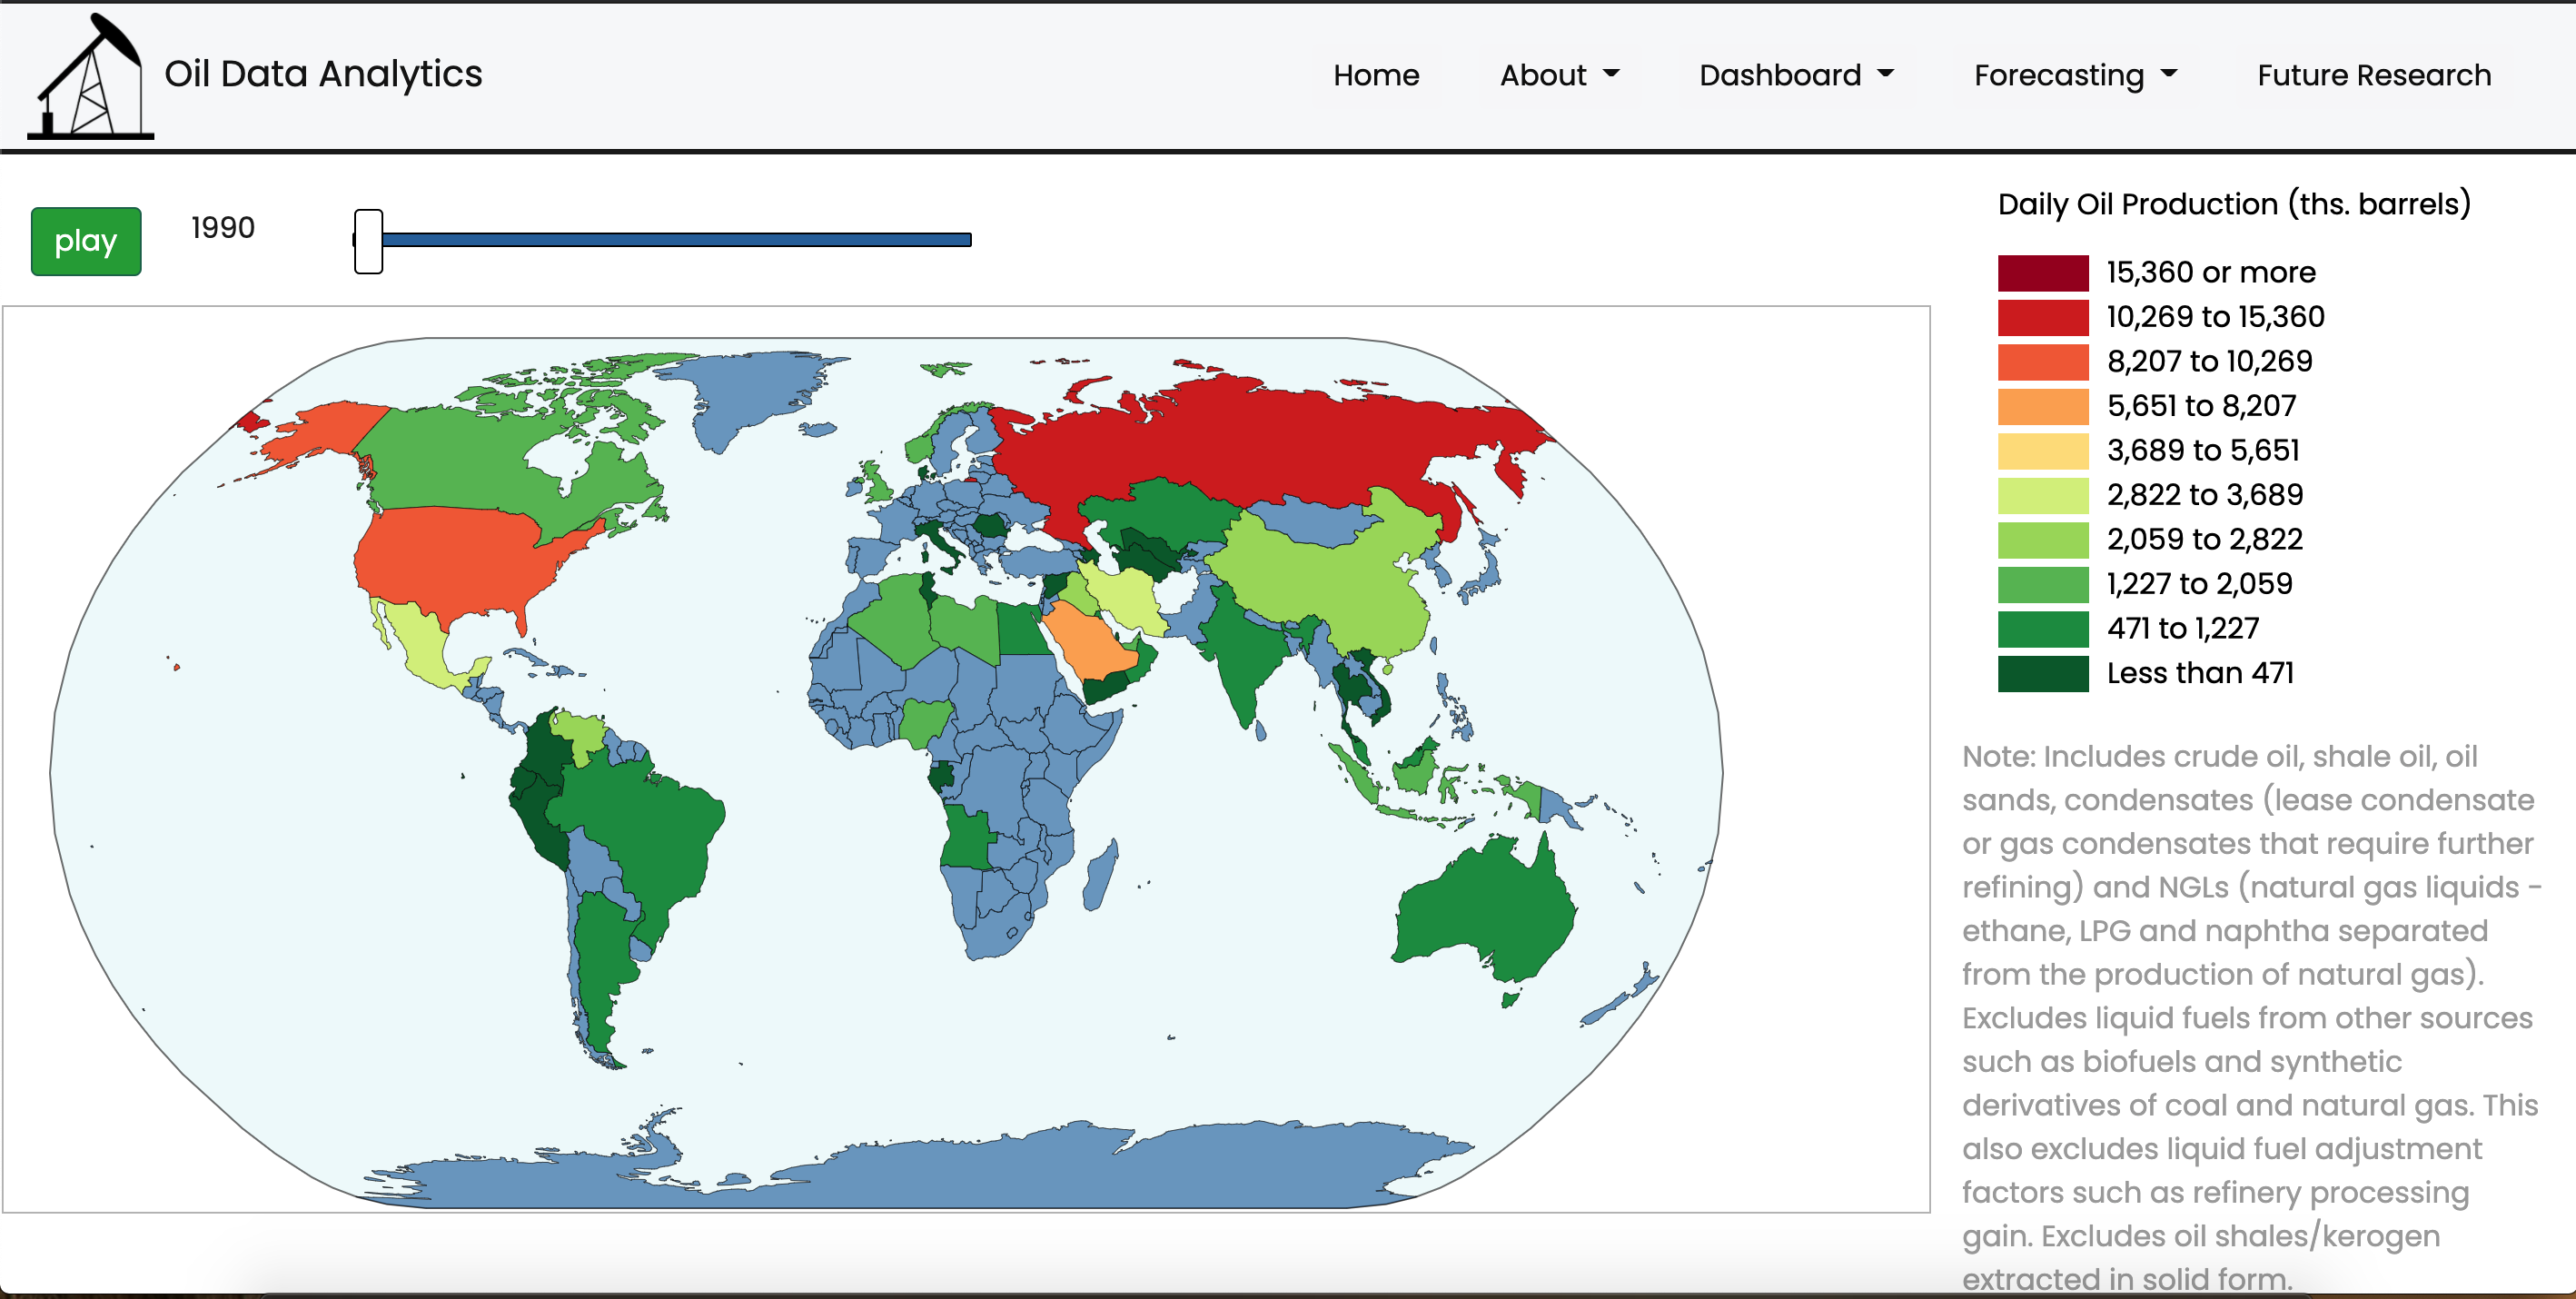 Oil Data Analytics
Home
About
Dashboard
Forecasting
Future Research
play
1990
Daily Oil Production (ths. barrels)
15,360 or more
10,269 to 15,360
8,207 to 10,269
5,651 to 8,207
3,689 to 5,651
2,822 to 3,689
2,059 to 2,822
1,227 to 2,059
471 to 1,227
Less than 471
Note: Includes crude oil, shale oil, oil
sands, condensates (lease condensate
or gas condensates that require further
refining) and NGLs (natural gas liquids -
ethane, LPG and naphtha separated
from the production of natural gas).
Excludes liquid fuels from other sources
such as biofuels and synthetic
derivatives of coal and natural gas. This
also excludes liquid fuel adjustment
factors such as refinery processing
gain. Excludes oil shales/kerogen
extracted in solid form.